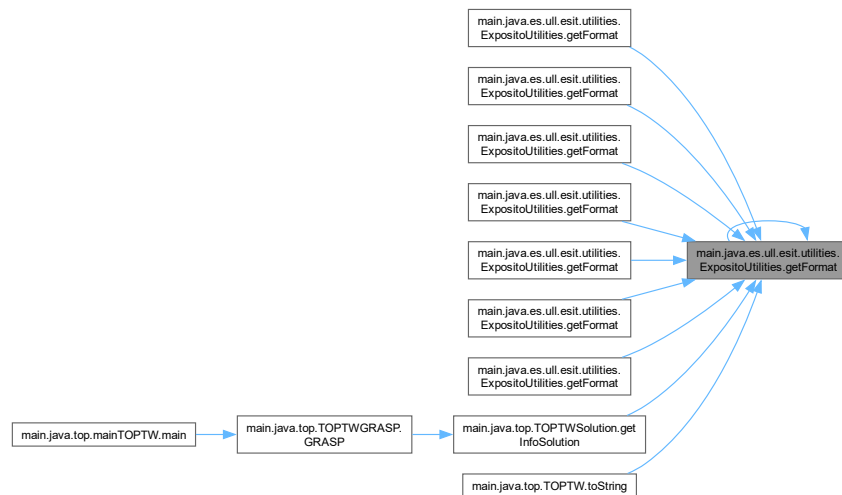 main.java.es.ull.esit.utilities.
ExpositoUtilities.getFormat
main.java.es.ull.esit.utilities.
ExpositoUtilities.getFormat
main.java.es.ull.esit.utilities.
ExpositoUtilities.getFormat
main.java.es.ull.esit.utilities.
ExpositoUtilities.getFormat
main.java.es.ull.esit.utilities.
ExpositoUtilities.getFormat
main.java.es.ull.esit.utilities.
ExpositoUtilities.getFormat
main.java.es.ull.esit.utilities.
ExpositoUtilities.getFormat
main.java.es.ull.esit.utilities.
ExpositoUtilities.getFormat
main.java.top.mainTOPTW.main
main.java.top.TOPTWGRASP.
GRASP
main.java.top.TOPTWSolution.get
InfoSolution
main.java.top.TOPTW.toString